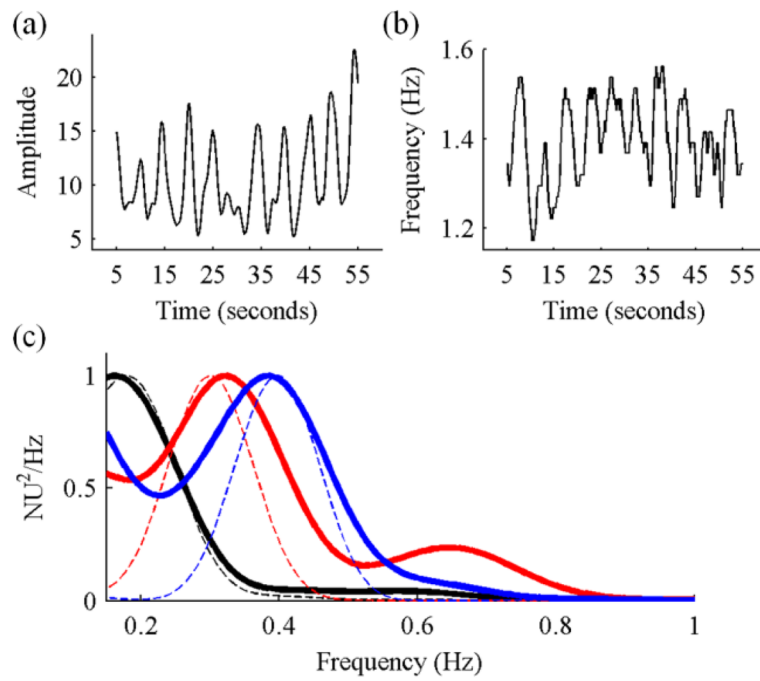 (a)
(b)
Amplitude
20
15
10
5
5 15 25 35 45 55
Time (seconds)
Frequency (Hz)
1.6
1.4
1.2
5 15 25 35 45 55
Time (seconds)
(c)
NU²/Hz
1
0.5
0
0.2 0.4 0.6 0.8 1
Frequency (Hz)